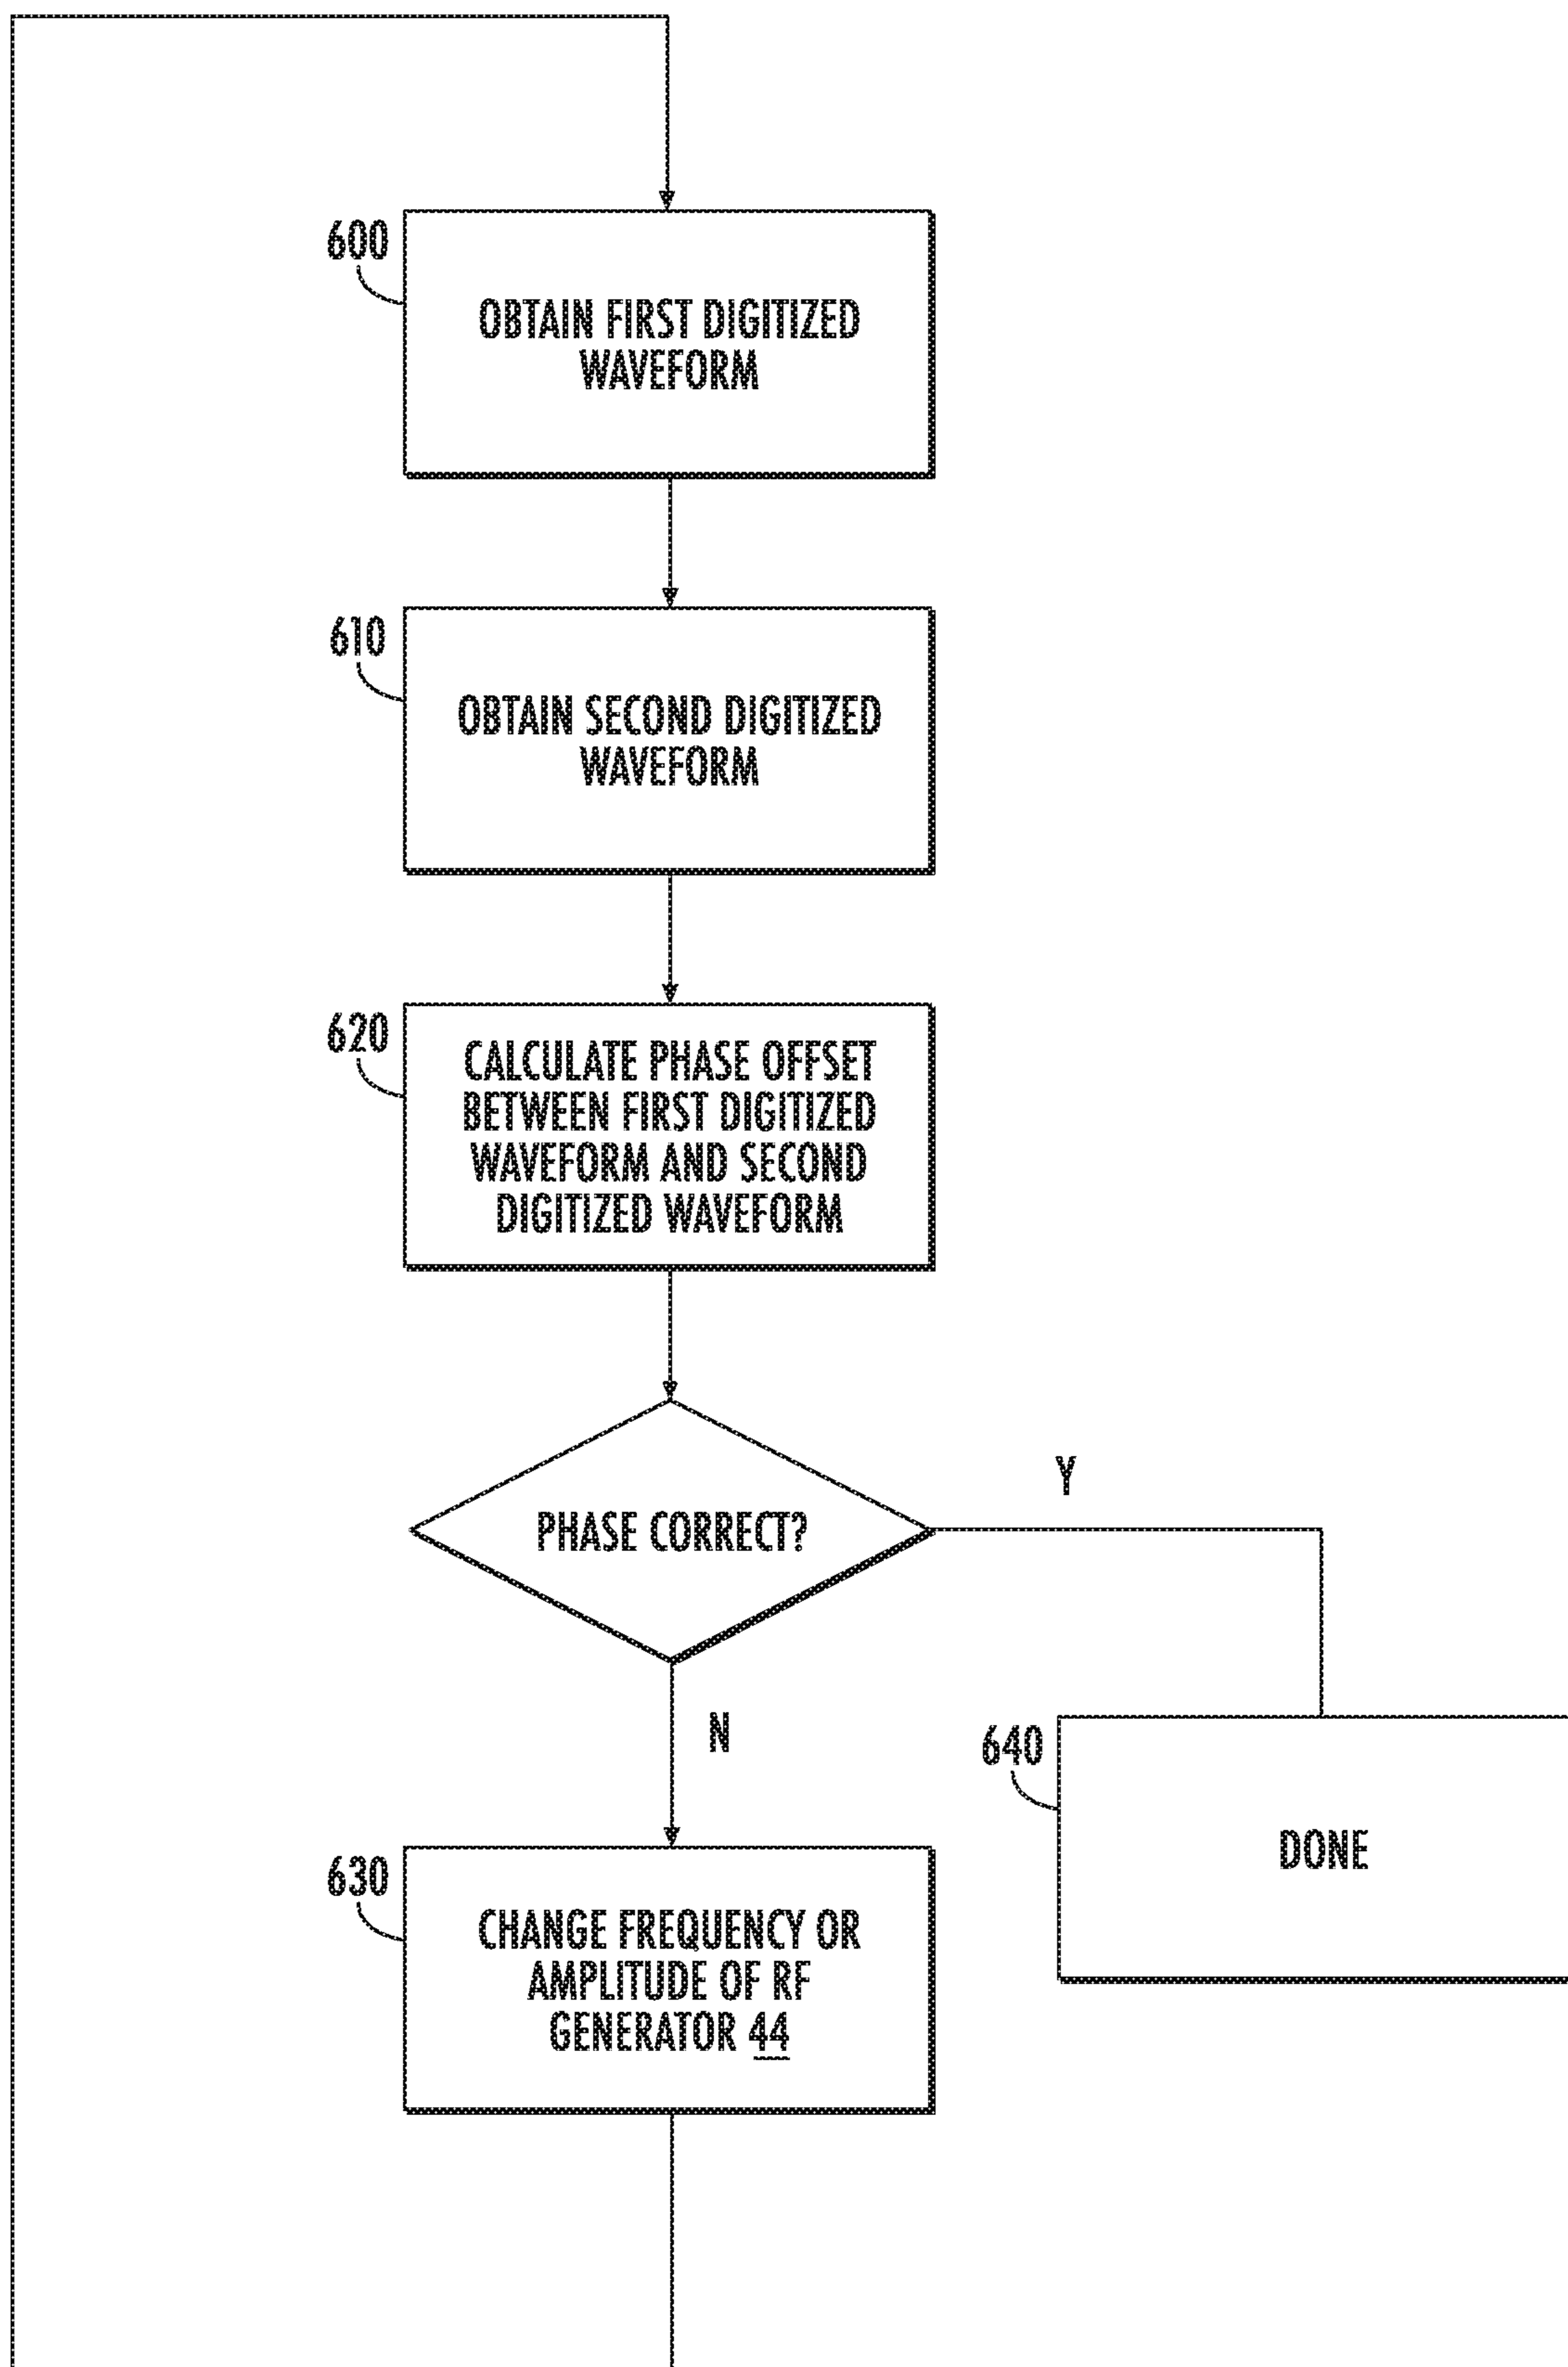 600
OBTAIN FIRST DIGITIZED
WAVEFORM
610
OBTAIN SECOND DIGITIZED
WAVEFORM
620
CALCULATE PHASE OFFSET
BETWEEN FIRST DIGITIZED
WAVEFORM AND SECOND
DIGITIZED WAVEFORM
PHASE CORRECT?
Y
N
640
DONE
630
CHANGE FREQUENCY OR
AMPLITUDE OF RF
GENERATOR 44